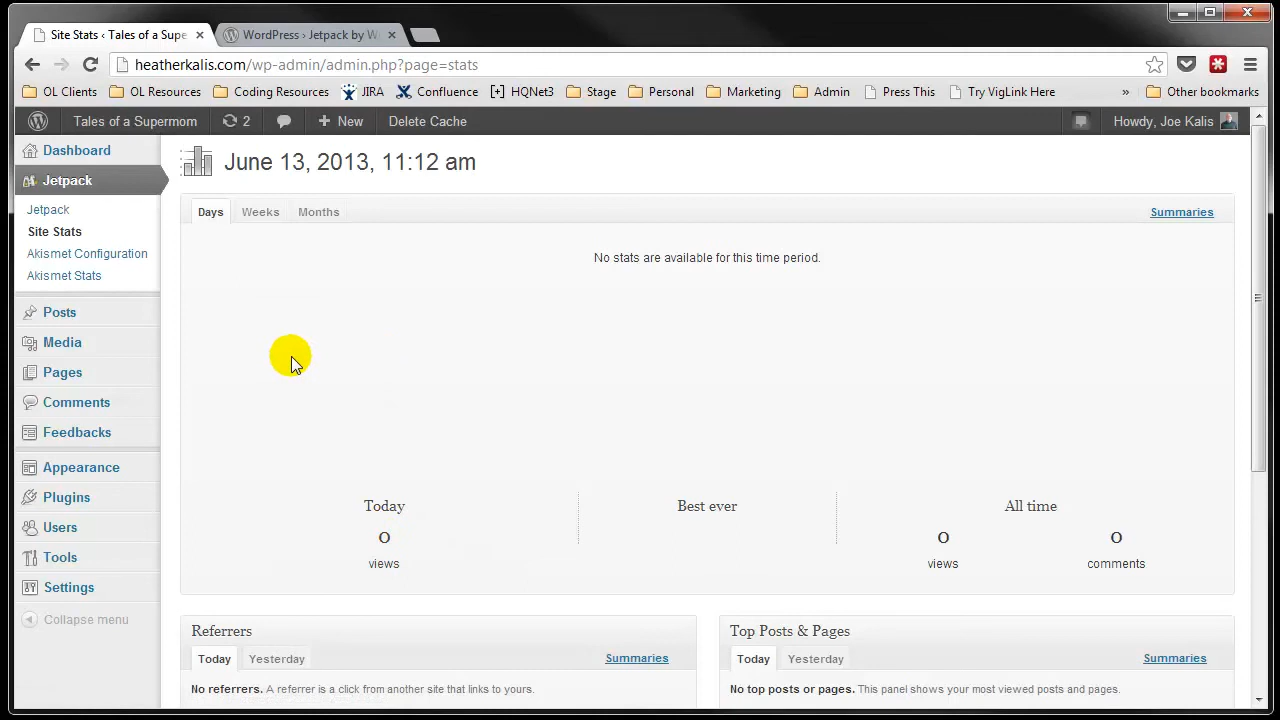 Site Stats ‹ Tales of a Supe
WordPress › Jetpack by W
heatherkalis.com/wp-admin/admin.php?page=stats
OL Clients OL Resources Coding Resources JIRA Confluence HQNet3 Stage Personal Marketing Admin Press This Try VigLink Here » Other bookmarks
Tales of a Supermom 2 New Delete Cache Howdy, Joe Kalis
Dashboard
Jetpack
Jetpack
Site Stats
Akismet Configuration
Akismet Stats
Posts
Media
Pages
Comments
Feedbacks
Appearance
Plugins
Users
Tools
Settings
Collapse menu
June 13, 2013, 11:12 am
Days Weeks Months Summaries
No stats are available for this time period.
Today Best ever All time
0 0 0
views views comments
Referrers
Today Yesterday Summaries
No referrers. A referrer is a click from another site that links to yours.
Top Posts & Pages
Today Yesterday Summaries
No top posts or pages. This panel shows your most viewed posts and pages.